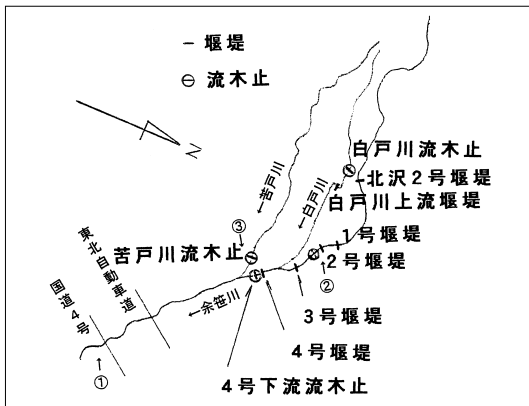 堰堤
流木止
N
白戸川流木止
北沢2号堰堤
白戸川上流堰堤
←苦戸川
←白戸川
1号堰堤
2号堰堤
②
③
苦戸川流木止
東北自動車道
国道4号
←余笹川
3号堰堤
4号堰堤
①
4号下流流木止